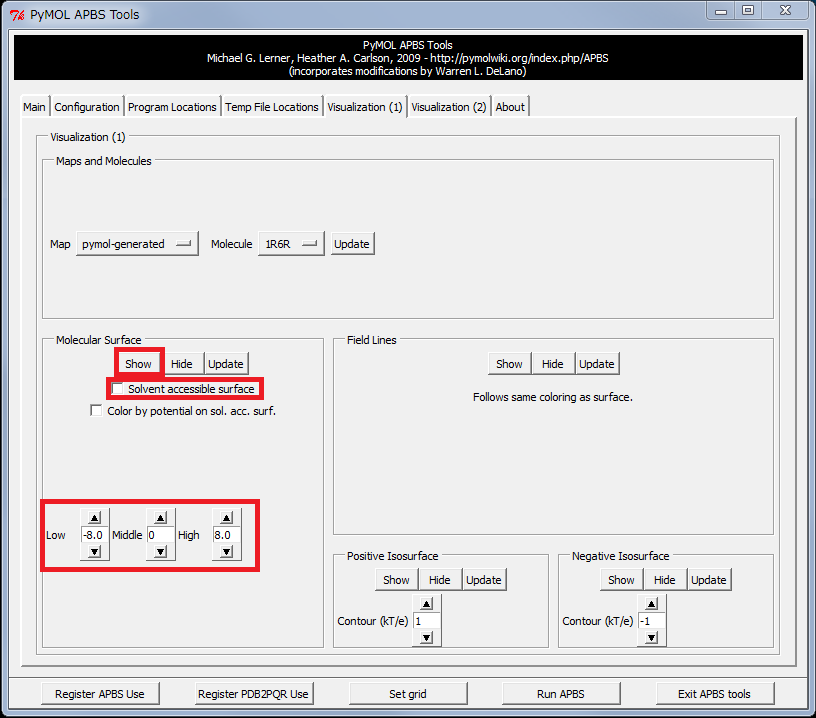 PyMOL APBS Tools
PyMOL APBS Tools
Michael G. Lerner, Heather A. Carlson, 2009 - http://pymolwiki.org/index.php/APBS
(incorporates modifications by Warren L. DeLano)
Main Configuration Program Locations Temp File Locations Visualization (1) Visualization (2) About
Visualization (1)
Maps and Molecules
Map pymol-generated Molecule 1R6R Update
Molecular Surface
Show Hide Update
Solvent accessible surface
Color by potential on sol. acc. surf.
Low -8.0 Middle 0 High 8.0
Field Lines
Show Hide Update
Follows same coloring as surface.
Positive Isosurface
Show Hide Update
Contour (kT/e) 1
Negative Isosurface
Show Hide Update
Contour (kT/e) -1
Register APBS Use Register PDB2PQR Use Set grid Run APBS Exit APBS tools